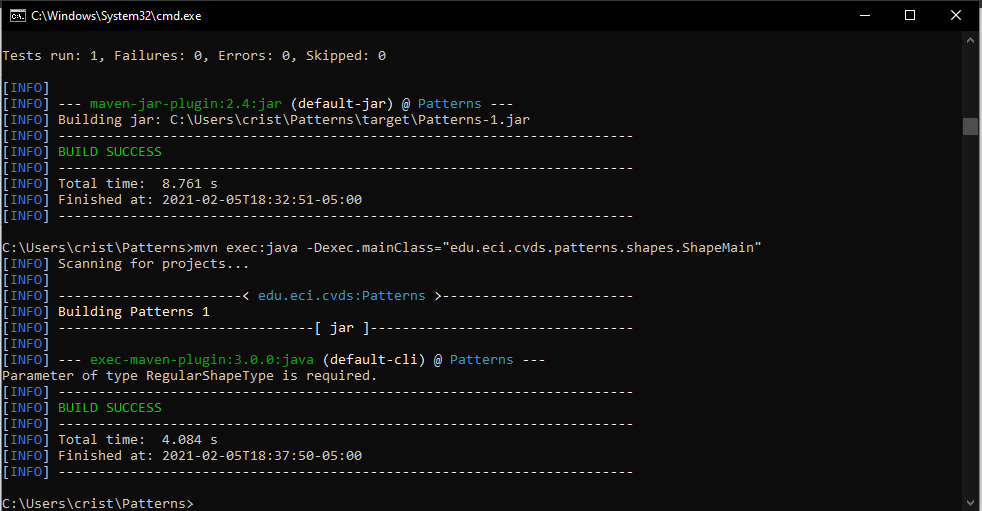 C:\Windows\System32\cmd.exe
Tests run: 1, Failures: 0, Errors: 0, Skipped: 0
[INFO]
[INFO] --- maven-jar-plugin:2.4:jar (default-jar) @ Patterns ---
[INFO] Building jar: C:\Users\crist\Patterns\target\Patterns-1.jar
[INFO] ------------------------------------------------------------------------
[INFO] BUILD SUCCESS
[INFO] ------------------------------------------------------------------------
[INFO] Total time:  8.761 s
[INFO] Finished at: 2021-02-05T18:32:51-05:00
[INFO] ------------------------------------------------------------------------
C:\Users\crist\Patterns>mvn exec:java -Dexec.mainClass="edu.eci.cvds.patterns.shapes.ShapeMain"
[INFO] Scanning for projects...
[INFO]
[INFO] -----------------------< edu.eci.cvds:Patterns >------------------------
[INFO] Building Patterns 1
[INFO] --------------------------------[ jar ]---------------------------------
[INFO]
[INFO] --- exec-maven-plugin:3.0.0:java (default-cli) @ Patterns ---
Parameter of type RegularShapeType is required.
[INFO] ------------------------------------------------------------------------
[INFO] BUILD SUCCESS
[INFO] ------------------------------------------------------------------------
[INFO] Total time:  4.084 s
[INFO] Finished at: 2021-02-05T18:37:50-05:00
[INFO] ------------------------------------------------------------------------
C:\Users\crist\Patterns>